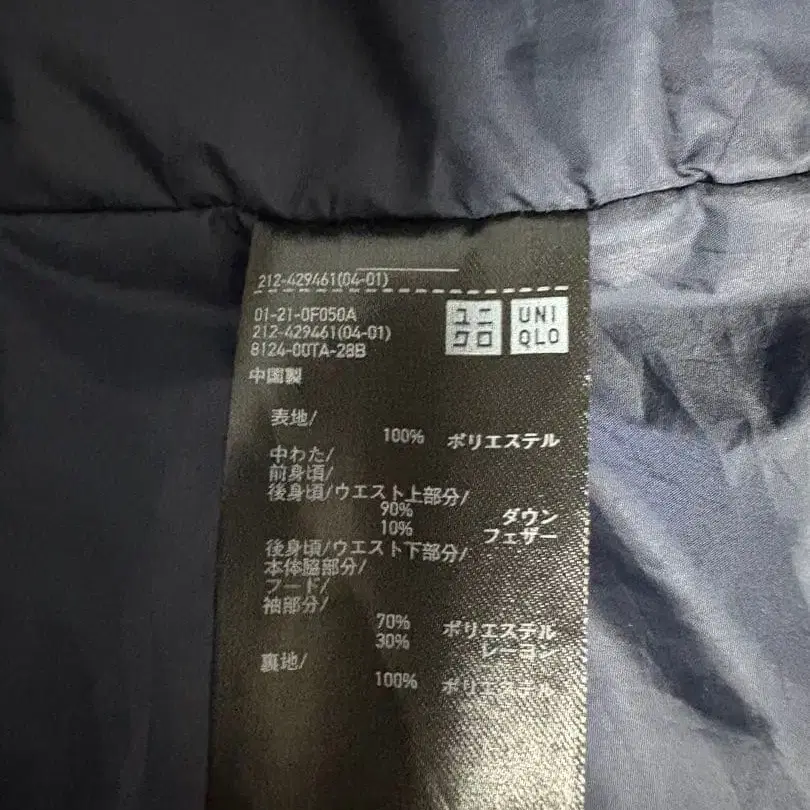 212-429461(04-01)
01-21-0F050A
212-429461(04-01)
8124-00TA-28B
ユニ
クロ
UNI
QLO
中国製
表地/
100% ポリエステル
中わた/
前身頃/
後身頃/ウエスト上部分/
90% ダウン
10% フェザー
後身頃/ウエスト下部分/
本体脇部分/
フード/
袖部分/
70% ポリエステル
30% レーヨン
裏地/
100% ポリエステル